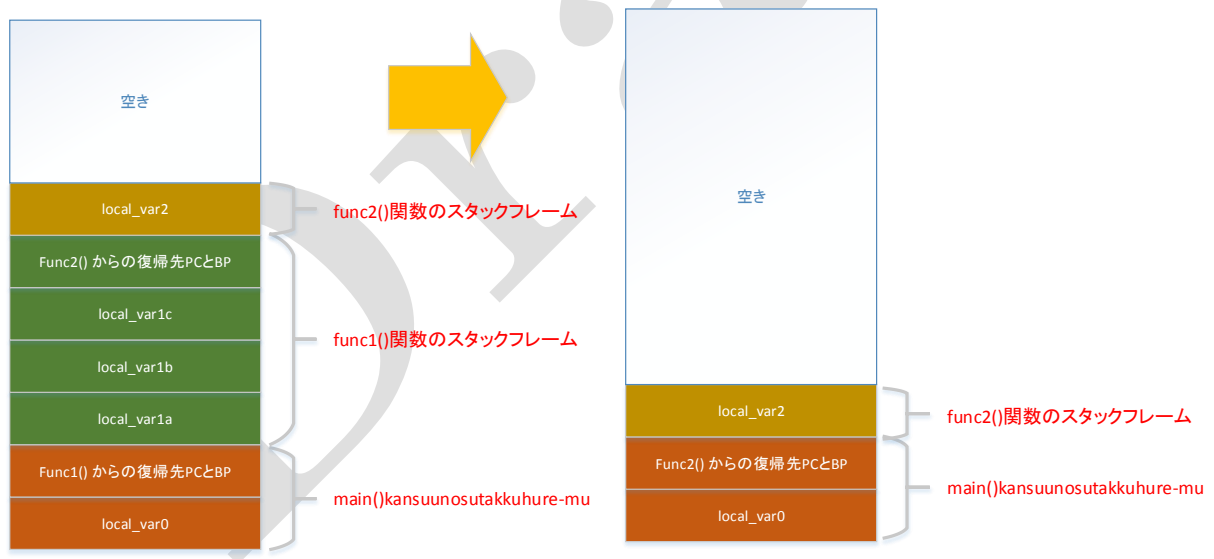 空き
local_var2
func2()関数のスタックフレーム
Func2() からの復帰先PCとBP
local_var1c
func1()関数のスタックフレーム
local_var1b
local_var1a
Func1() からの復帰先PCとBP
main()kansuunosutakkuhure-mu
local_var0
空き
local_var2
func2()関数のスタックフレーム
Func2() からの復帰先PCとBP
main()kansuunosutakkuhure-mu
local_var0